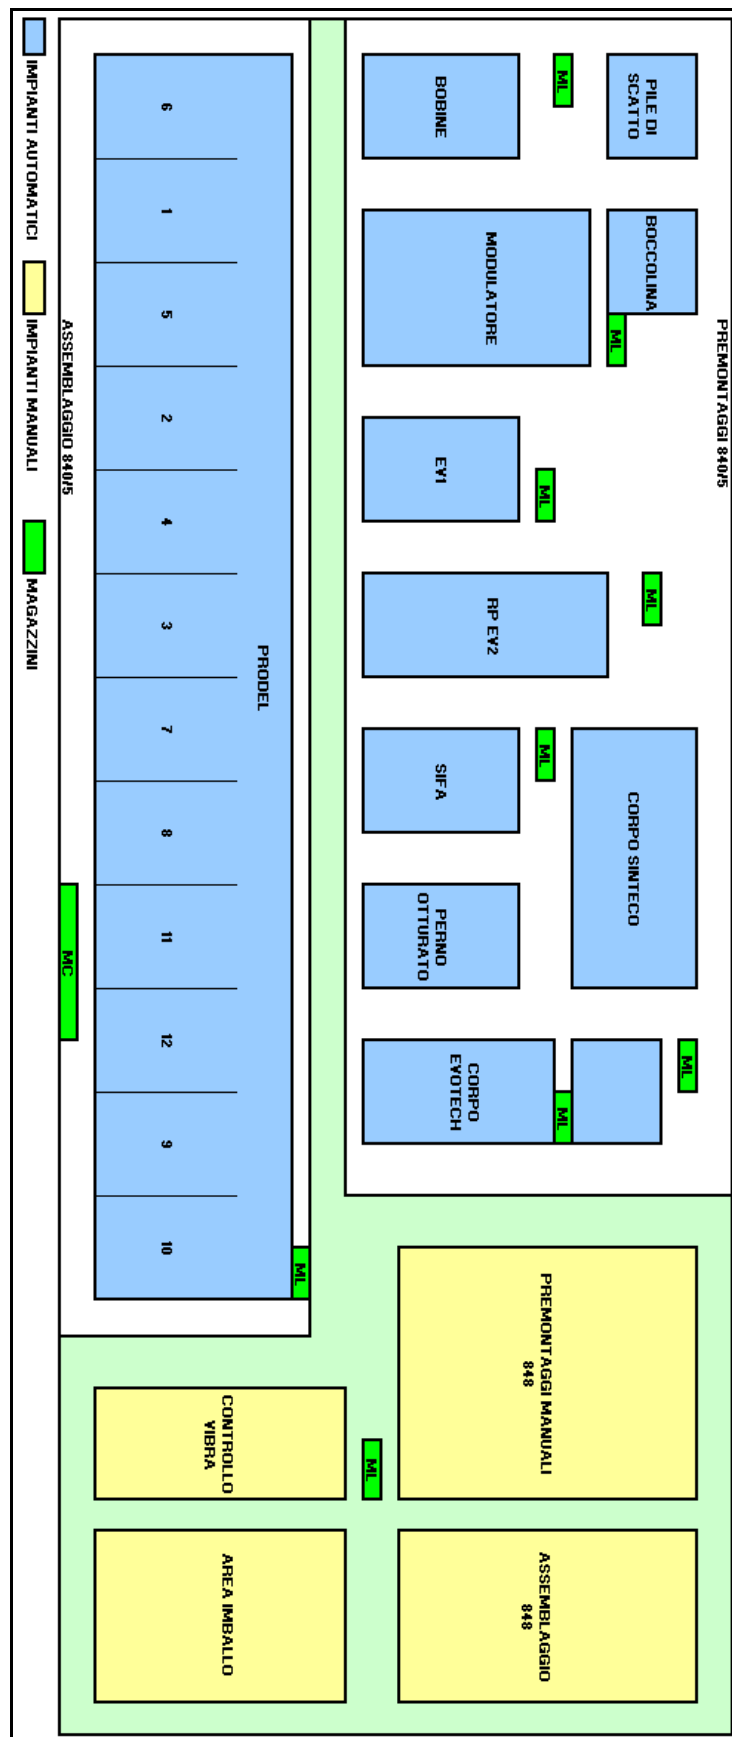 PREMONTAGGI 840/5
PILE DI
SCATTO
BOCCOLINA
ML
ML
ML
CORPO SINTECO
ML
ML
ML
ML
ML
BOBINE
MODULATORE
EV1
RP EV2
SIFA
PERNO
OTTURATO
CORPO
EVOTECH
PREMONTAGGI MANUALI
848
ASSEMBLAGGIO
848
ML
ML
PRODEL
6
1
5
2
4
3
7
8
11
12
9
10
CONTROLLO
VIBRA
AREA IMBALLO
ASSEMBLAGGIO 840/5
MC
IMPIANTI AUTOMATICI
IMPIANTI MANUALI
MAGAZZINI